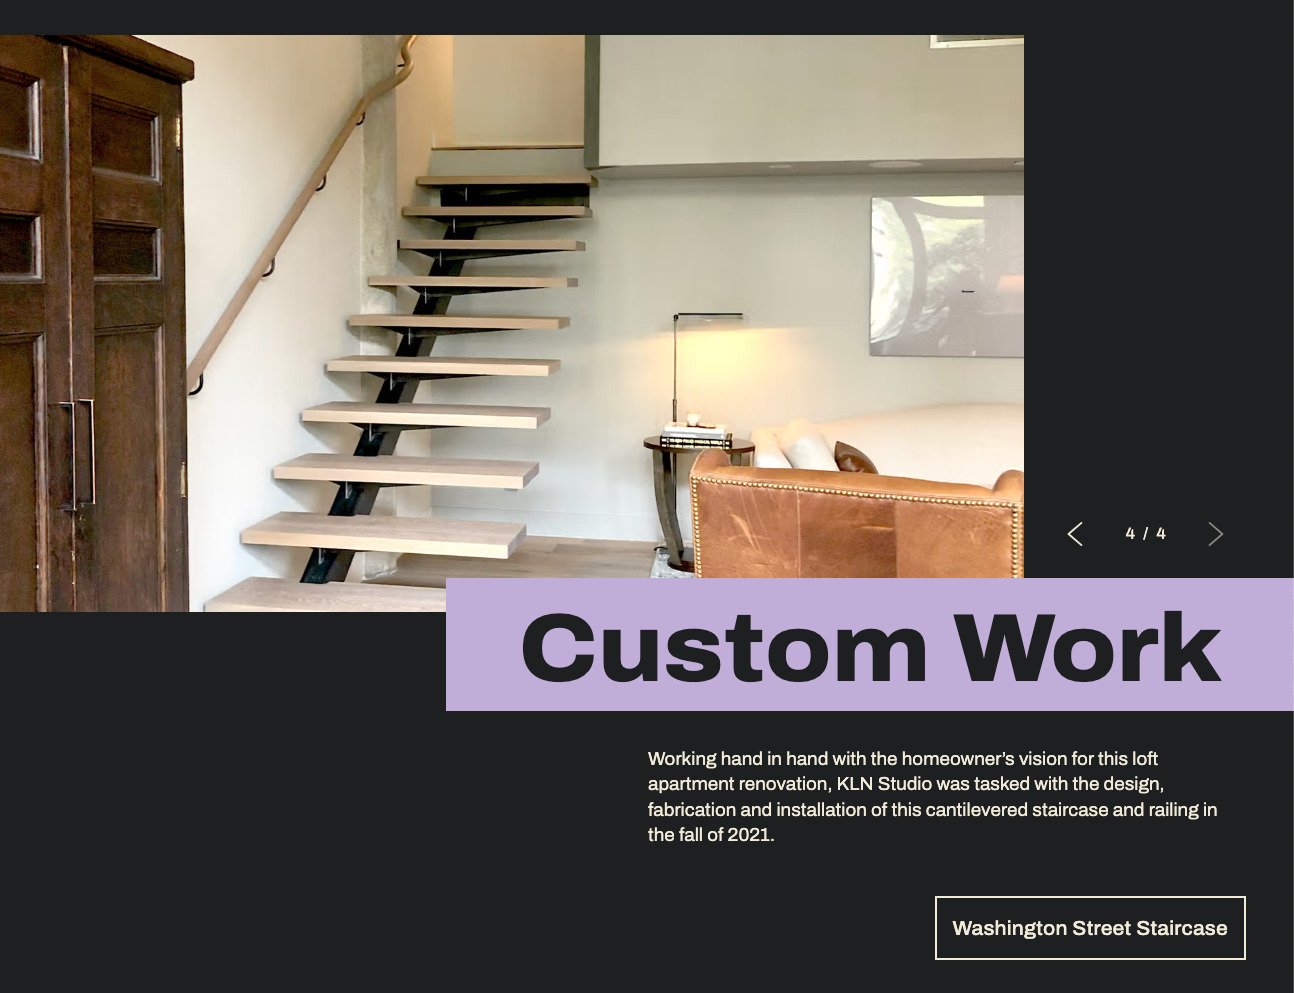 4 / 4
Custom Work
Working hand in hand with the homeowner’s vision for this loft
apartment renovation, KLN Studio was tasked with the design,
fabrication and installation of this cantilevered staircase and railing in
the fall of 2021.
Washington Street Staircase